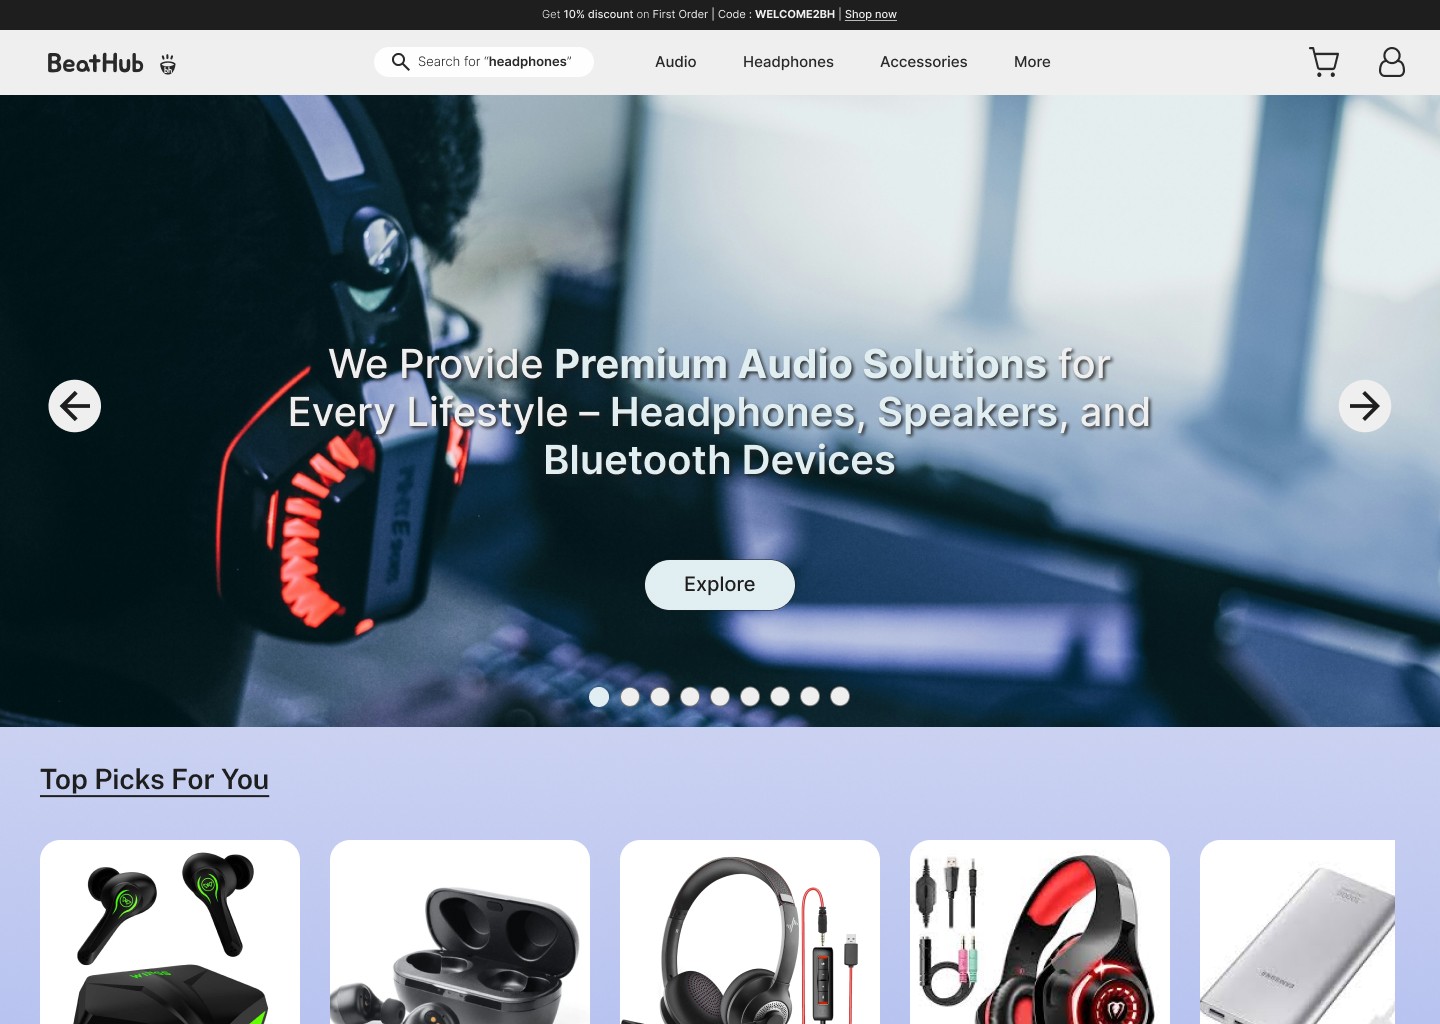 Get 10% discount on First Order | Code : WELCOME2BH | Shop now
BeatHub
Search for “headphones”
Audio
Headphones
Accessories
More
We Provide Premium Audio Solutions for
Every Lifestyle – Headphones, Speakers, and
Bluetooth Devices
Explore
Top Picks For You
SAMSUNG